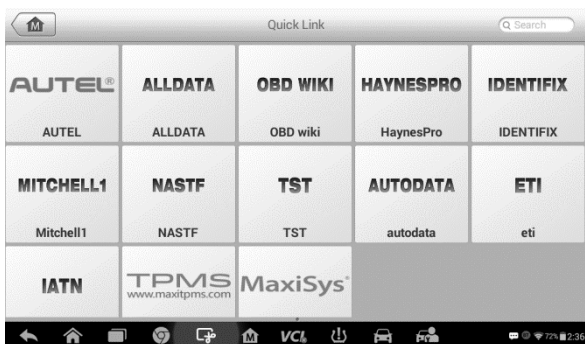 M
Quick Link
Search
AUTEL®
ALLDATA
OBD WIKI
HAYNESPRO
IDENTIFIX
AUTEL
ALLDATA
OBD wiki
HaynesPro
IDENTIFIX
MITCHELL1
NASTF
TST
AUTODATA
ETI
Mitchell1
NASTF
TST
autodata
eti
IATN
TPMS
www.maxitpms.com
MaxiSys
M
VCI
72%
2:36